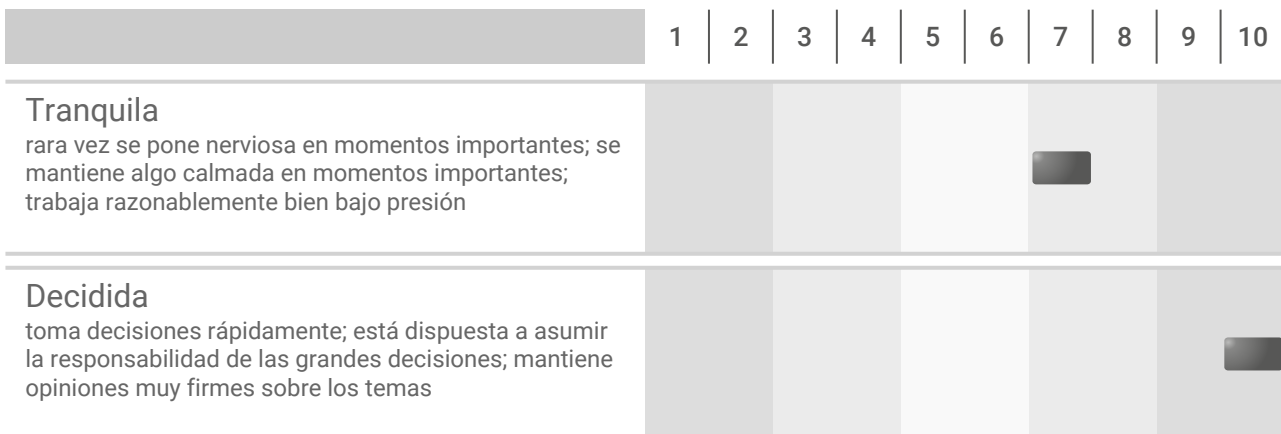 1 2 3 4 5 6 7 8 9 10
Tranquila
rara vez se pone nerviosa en momentos importantes; se
mantiene algo calmada en momentos importantes;
trabaja razonablemente bien bajo presión
Decidida
toma decisiones rápidamente; está dispuesta a asumir
la responsabilidad de las grandes decisiones; mantiene
opiniones muy firmes sobre los temas